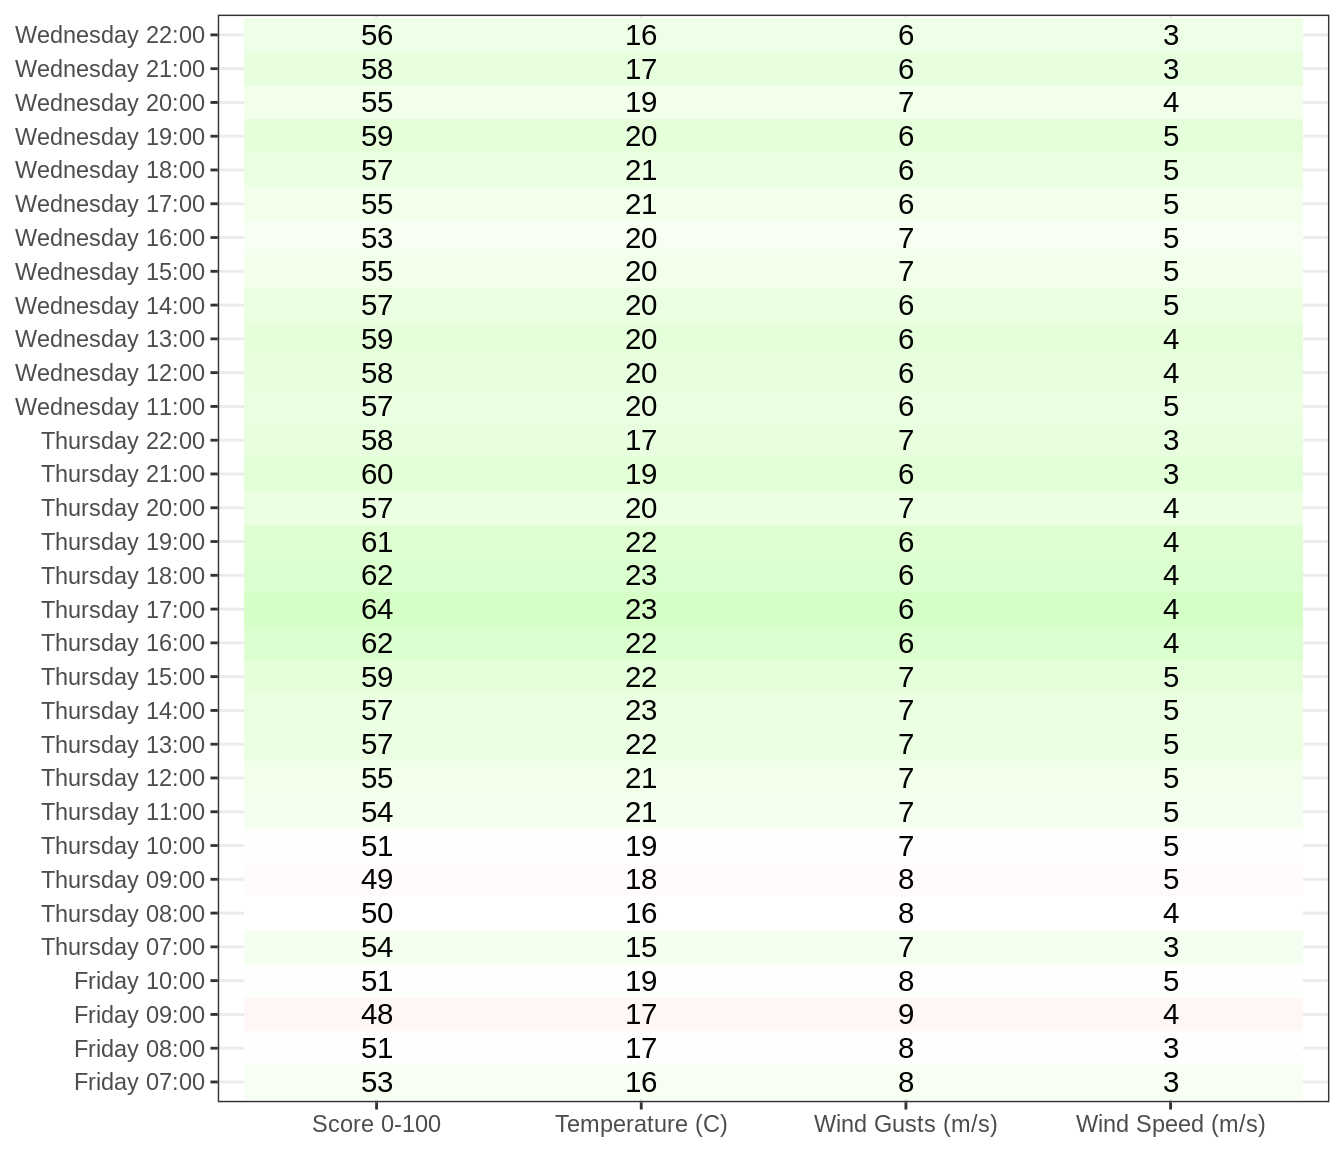 Wednesday 22:00 56 16 6 3
Wednesday 21:00 58 17 6 3
Wednesday 20:00 55 19 7 4
Wednesday 19:00 59 20 6 5
Wednesday 18:00 57 21 6 5
Wednesday 17:00 55 21 6 5
Wednesday 16:00 53 20 7 5
Wednesday 15:00 55 20 7 5
Wednesday 14:00 57 20 6 5
Wednesday 13:00 59 20 6 4
Wednesday 12:00 58 20 6 4
Wednesday 11:00 57 20 6 5
Thursday 22:00 58 17 7 3
Thursday 21:00 60 19 6 3
Thursday 20:00 57 20 7 4
Thursday 19:00 61 22 6 4
Thursday 18:00 62 23 6 4
Thursday 17:00 64 23 6 4
Thursday 16:00 62 22 6 4
Thursday 15:00 59 22 7 5
Thursday 14:00 57 23 7 5
Thursday 13:00 57 22 7 5
Thursday 12:00 55 21 7 5
Thursday 11:00 54 21 7 5
Thursday 10:00 51 19 7 5
Thursday 09:00 49 18 8 5
Thursday 08:00 50 16 8 4
Thursday 07:00 54 15 7 3
Friday 10:00 51 19 8 5
Friday 09:00 48 17 9 4
Friday 08:00 51 17 8 3
Friday 07:00 53 16 8 3
Score 0-100 Temperature (C) Wind Gusts (m/s) Wind Speed (m/s)